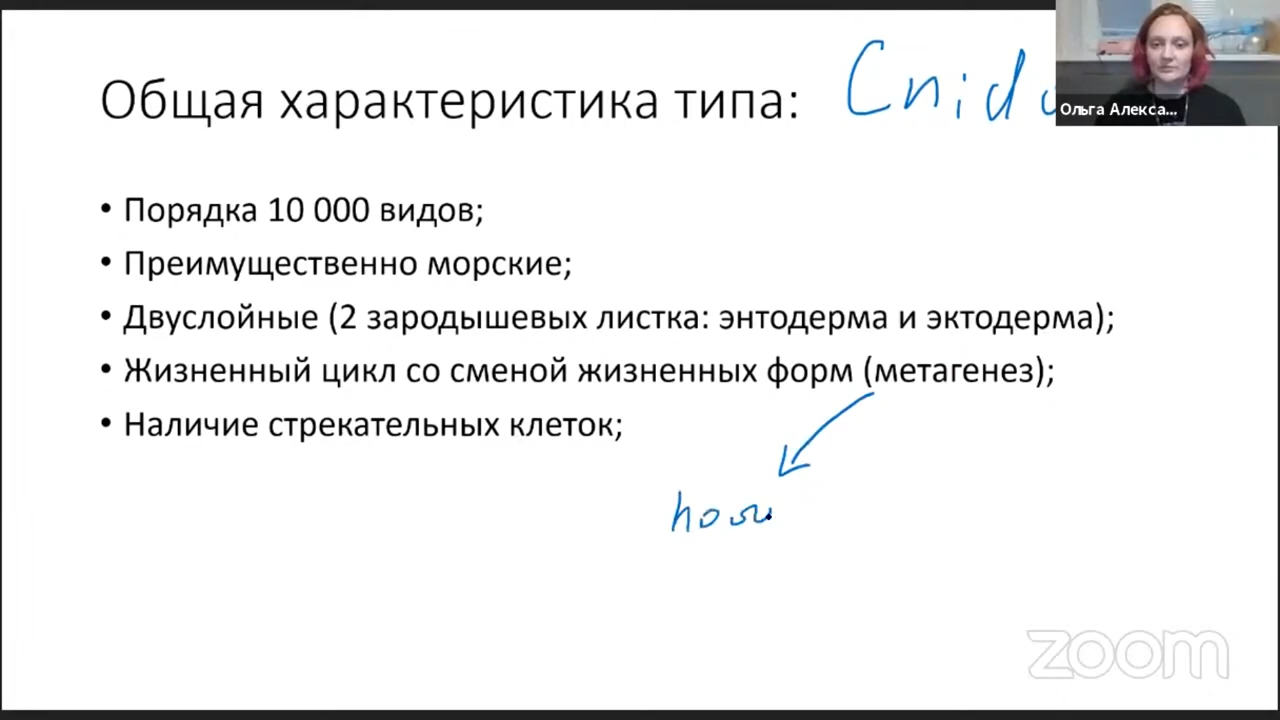 Общая характеристика типа: Cnid
Ольга Алекса...
• Порядка 10 000 видов;
• Преимущественно морские;
• Двуслойные (2 зародышевых листка: энтодерма и эктодерма);
• Жизненный цикл со сменой жизненных форм (метагенез);
• Наличие стрекательных клеток;
поли
zoom